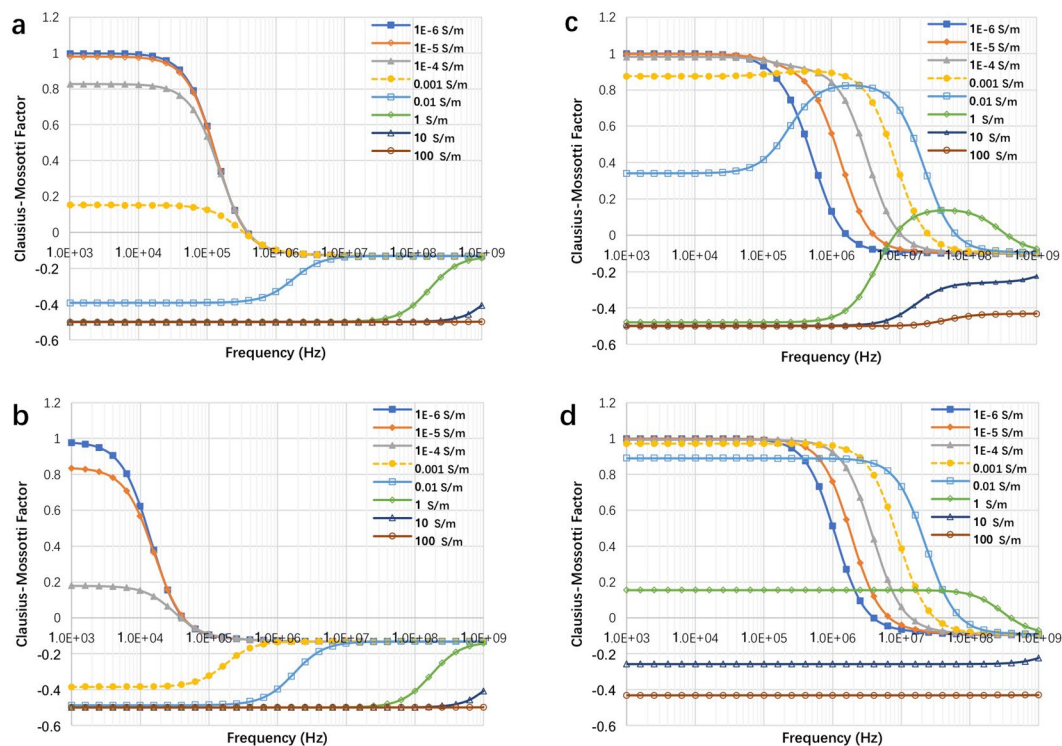 a
Clausius-Mossotti Factor
1.2
1
0.8
0.6
0.4
0.2
0
-0.2
-0.4
-0.6
1.0E+03 1.0E+04 1.0E+05 1.0E+06 1.0E+07 1.0E+08 1.0E+09
Frequency (Hz)
1E-6 S/m
1E-5 S/m
1E-4 S/m
0.001 S/m
0.01 S/m
1 S/m
10 S/m
100 S/m
c
Clausius-Mossotti Factor
1.2
1
0.8
0.6
0.4
0.2
0
-0.2
-0.4
-0.6
1.0E+03 1.0E+04 1.0E+05 1.0E+06 1.0E+07 1.0E+08 1.0E+09
Frequency (Hz)
1E-6 S/m
1E-5 S/m
1E-4 S/m
0.001 S/m
0.01 S/m
1 S/m
10 S/m
100 S/m
b
Clausius-Mossotti Factor
1.2
1
0.8
0.6
0.4
0.2
0
-0.2
-0.4
-0.6
1.0E+03 1.0E+04 1.0E+05 1.0E+06 1.0E+07 1.0E+08 1.0E+09
Frequency (Hz)
1E-6 S/m
1E-5 S/m
1E-4 S/m
0.001 S/m
0.01 S/m
1 S/m
10 S/m
100 S/m
d
Clausius-Mossotti Factor
1.2
1
0.8
0.6
0.4
0.2
0
-0.2
-0.4
-0.6
1.0E+03 1.0E+04 1.0E+05 1.0E+06 1.0E+07 1.0E+08 1.0E+09
Frequency (Hz)
1E-6 S/m
1E-5 S/m
1E-4 S/m
0.001 S/m
0.01 S/m
1 S/m
10 S/m
100 S/m